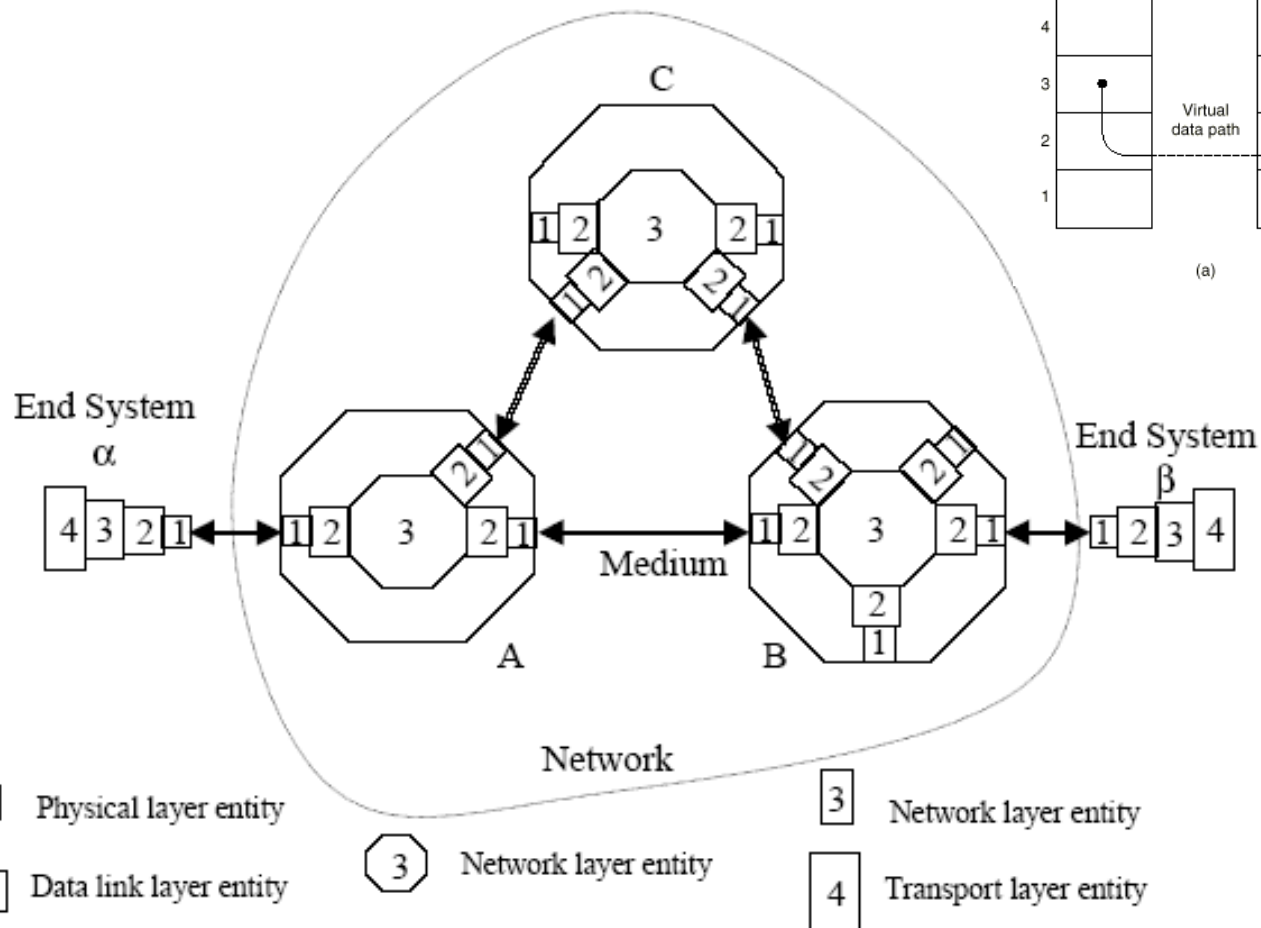 4
3
2
1
Virtual
data path
(a)
C
1 2 3 2 1
2 2
1 1
End System
α
4 3 2 1
1 2 3 2 1
2 1
A
Medium
1 2 3 2 1
1 2 2 1
2
1
B
End System
β
1 2 3 4
Network
Physical layer entity
3 Network layer entity
3 Network layer entity
Data link layer entity
4 Transport layer entity